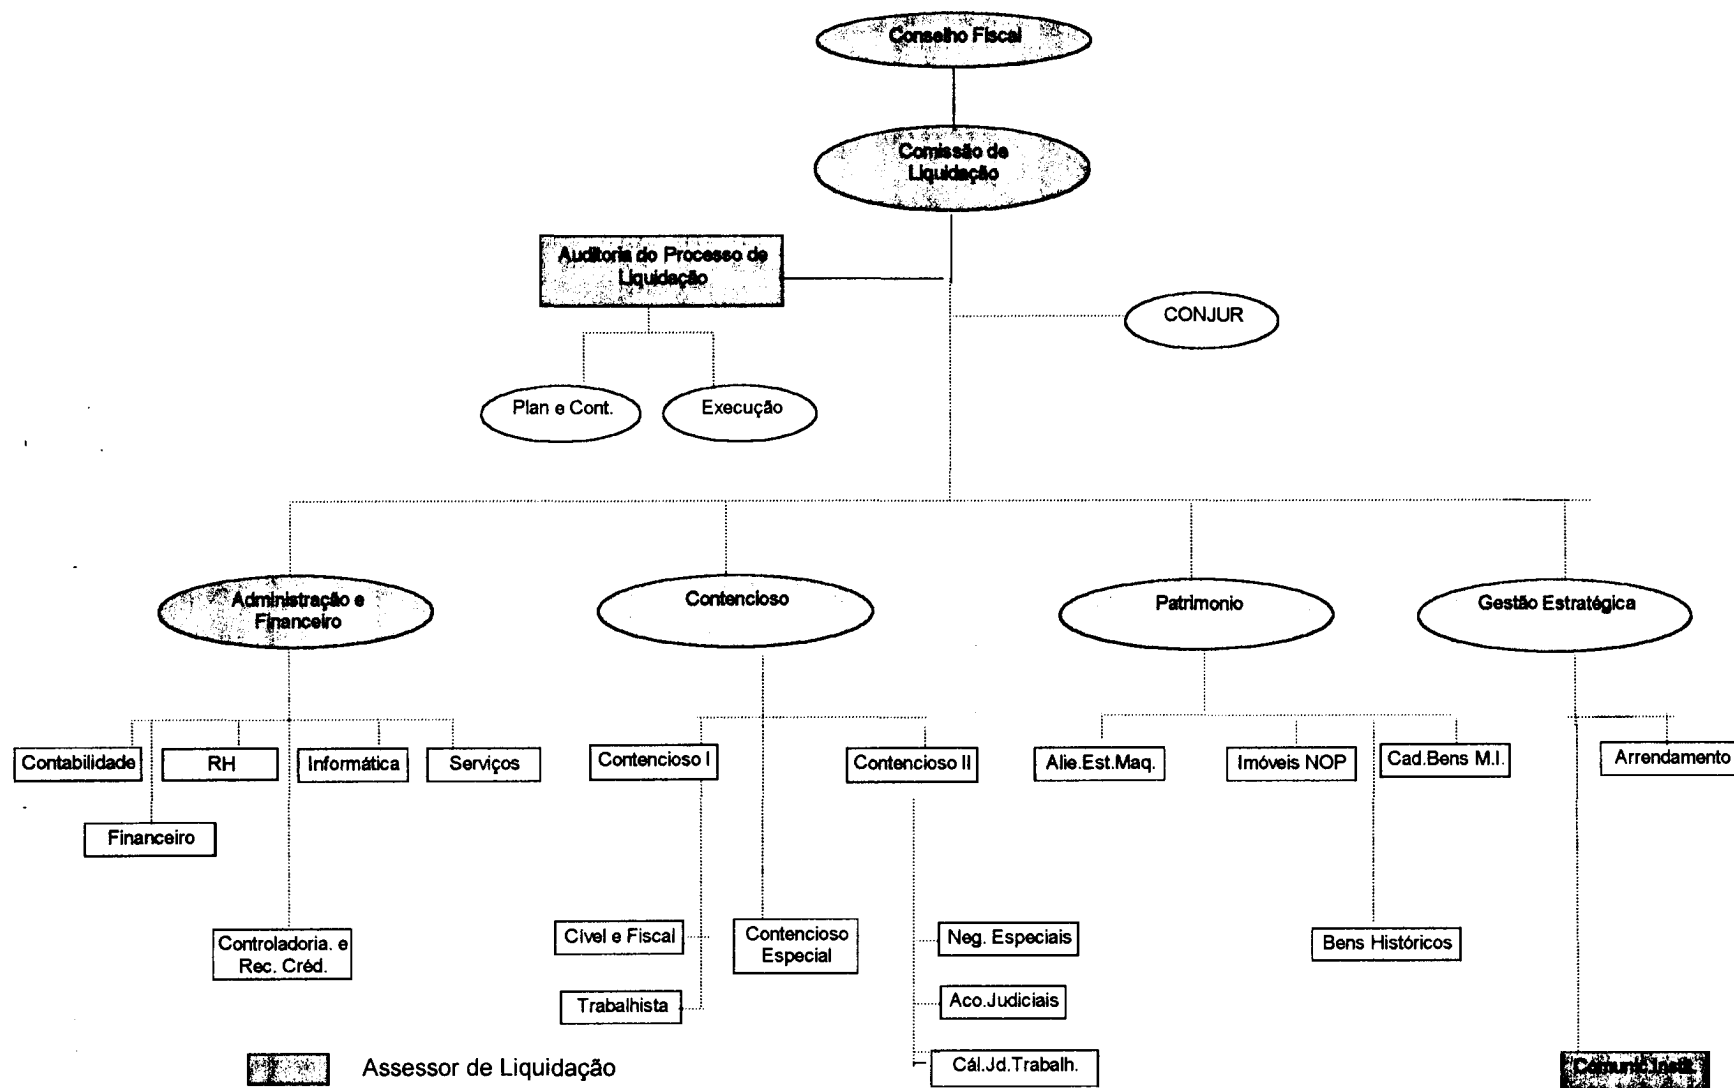 Conselho Fiscal
Comissão de
Liquidação
Auditoria do Processo de
Liquidação
CONJUR
Plan e Cont.
Execução
Administração e
Financeiro
Contencioso
Patrimonio
Gestão Estratégica
Contabilidade
RH
Informática
Serviços
Contencioso I
Contencioso II
Alie.Est.Maq.
Imóveis NOP
Cad.Bens M.I.
Arrendamento
Financeiro
Controladoria. e
Rec. Créd.
Cível e Fiscal
Contencioso
Especial
Neg. Especiais
Bens Históricos
Trabalhista
Aco.Judiciais
Cál.Jd.Trabalh.
Assessor de Liquidação
Comunic.Instit.